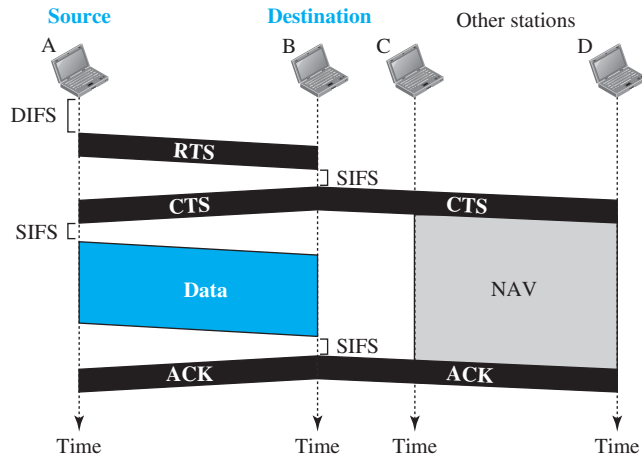 Source
Destination
Other stations
A
B
C
D
DIFS
RTS
SIFS
CTS
CTS
SIFS
Data
NAV
SIFS
ACK
ACK
Time
Time
Time
Time